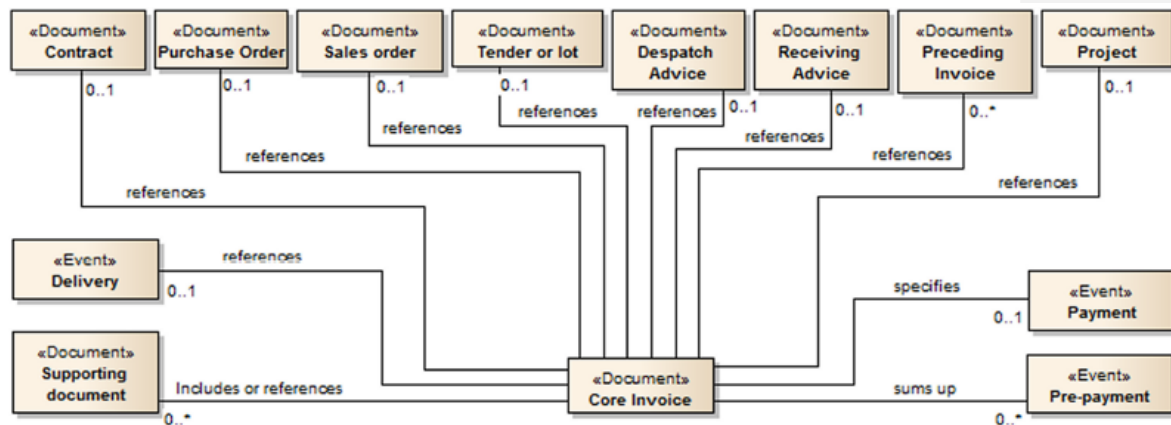 «Document»
Contract
«Document»
Purchase Order
«Document»
Sales order
«Document»
Tender or lot
«Document»
Despatch
Advice
«Document»
Receiving
Advice
«Document»
Preceding
Invoice
«Document»
Project
0..1
0..1
0..1
0..1
0..1
0..1
0..*
0..1
references
references
references
references
references
references
references
references
«Event»
Delivery
references
0..1
«Document»
Supporting
document
Includes or references
0..*
«Document»
Core Invoice
specifies
0..1
«Event»
Payment
sums up
0..*
«Event»
Pre-payment